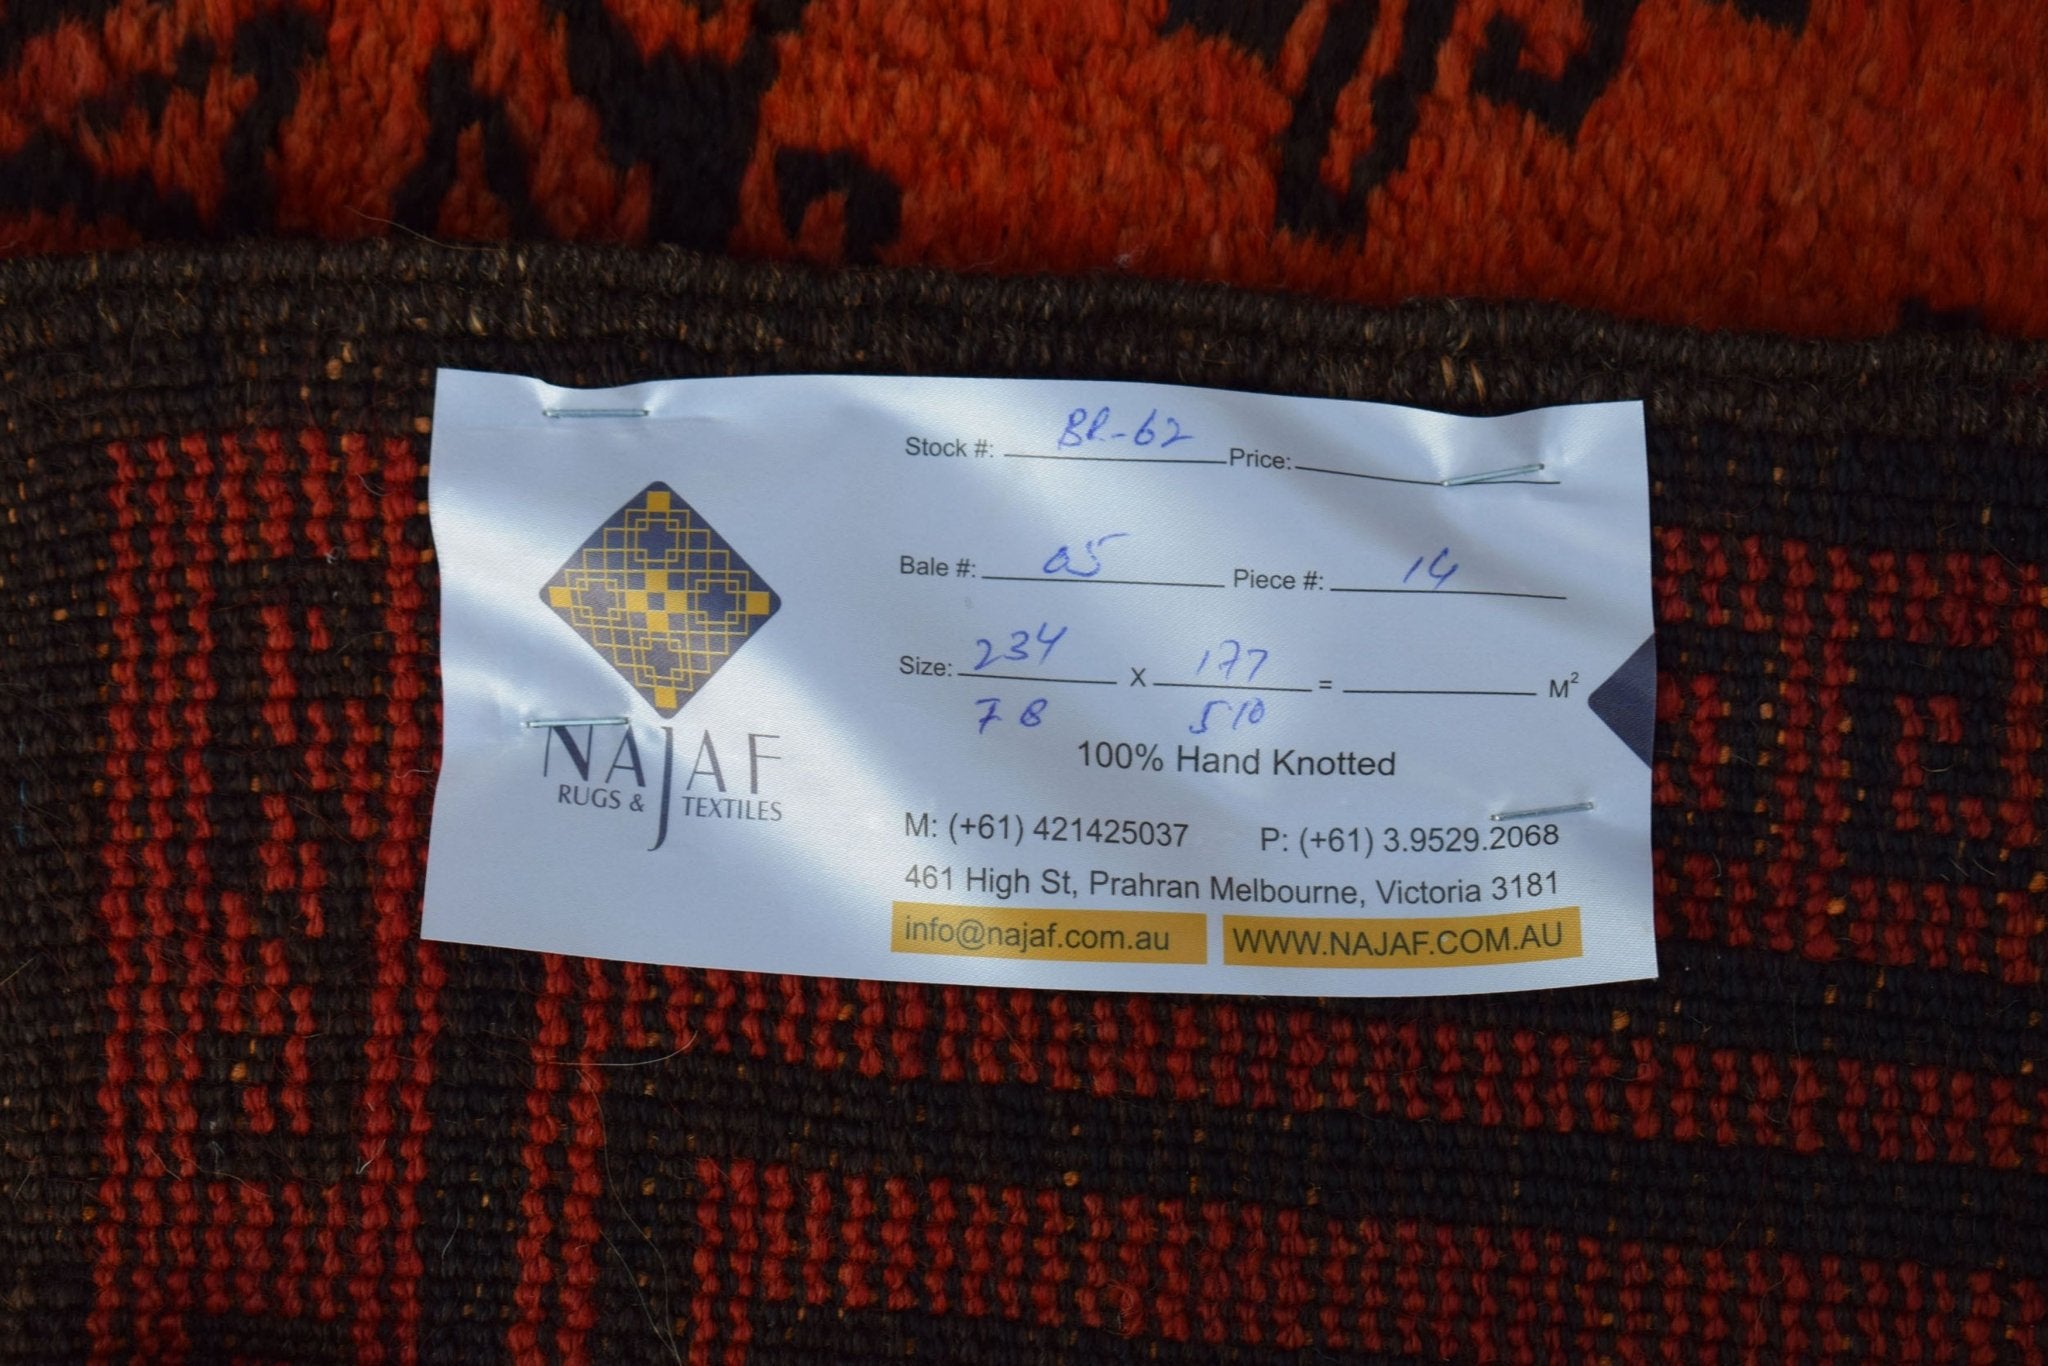 Stock #: BR-62 Price:
Bale #: 05 Piece #: 14
Size: 234 X 177 = M²
7 8 5 10
100% Hand Knotted
NAJAF
RUGS & TEXTILES
M: (+61) 421425037 P: (+61) 3.9529.2068
461 High St, Prahran Melbourne, Victoria 3181
info@najaf.com.au WWW.NAJAF.COM.AU